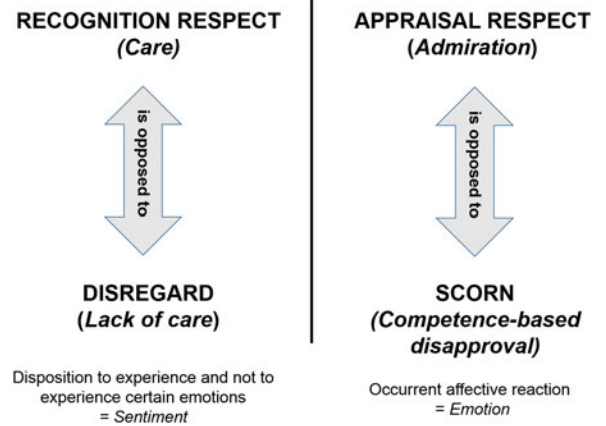 RECOGNITION RESPECT
(Care)
is opposed to
DISREGARD
(Lack of care)
Disposition to experience and not to
experience certain emotions
= Sentiment
APPRAISAL RESPECT
(Admiration)
is opposed to
SCORN
(Competence-based
disapproval)
Occurrent affective reaction
= Emotion